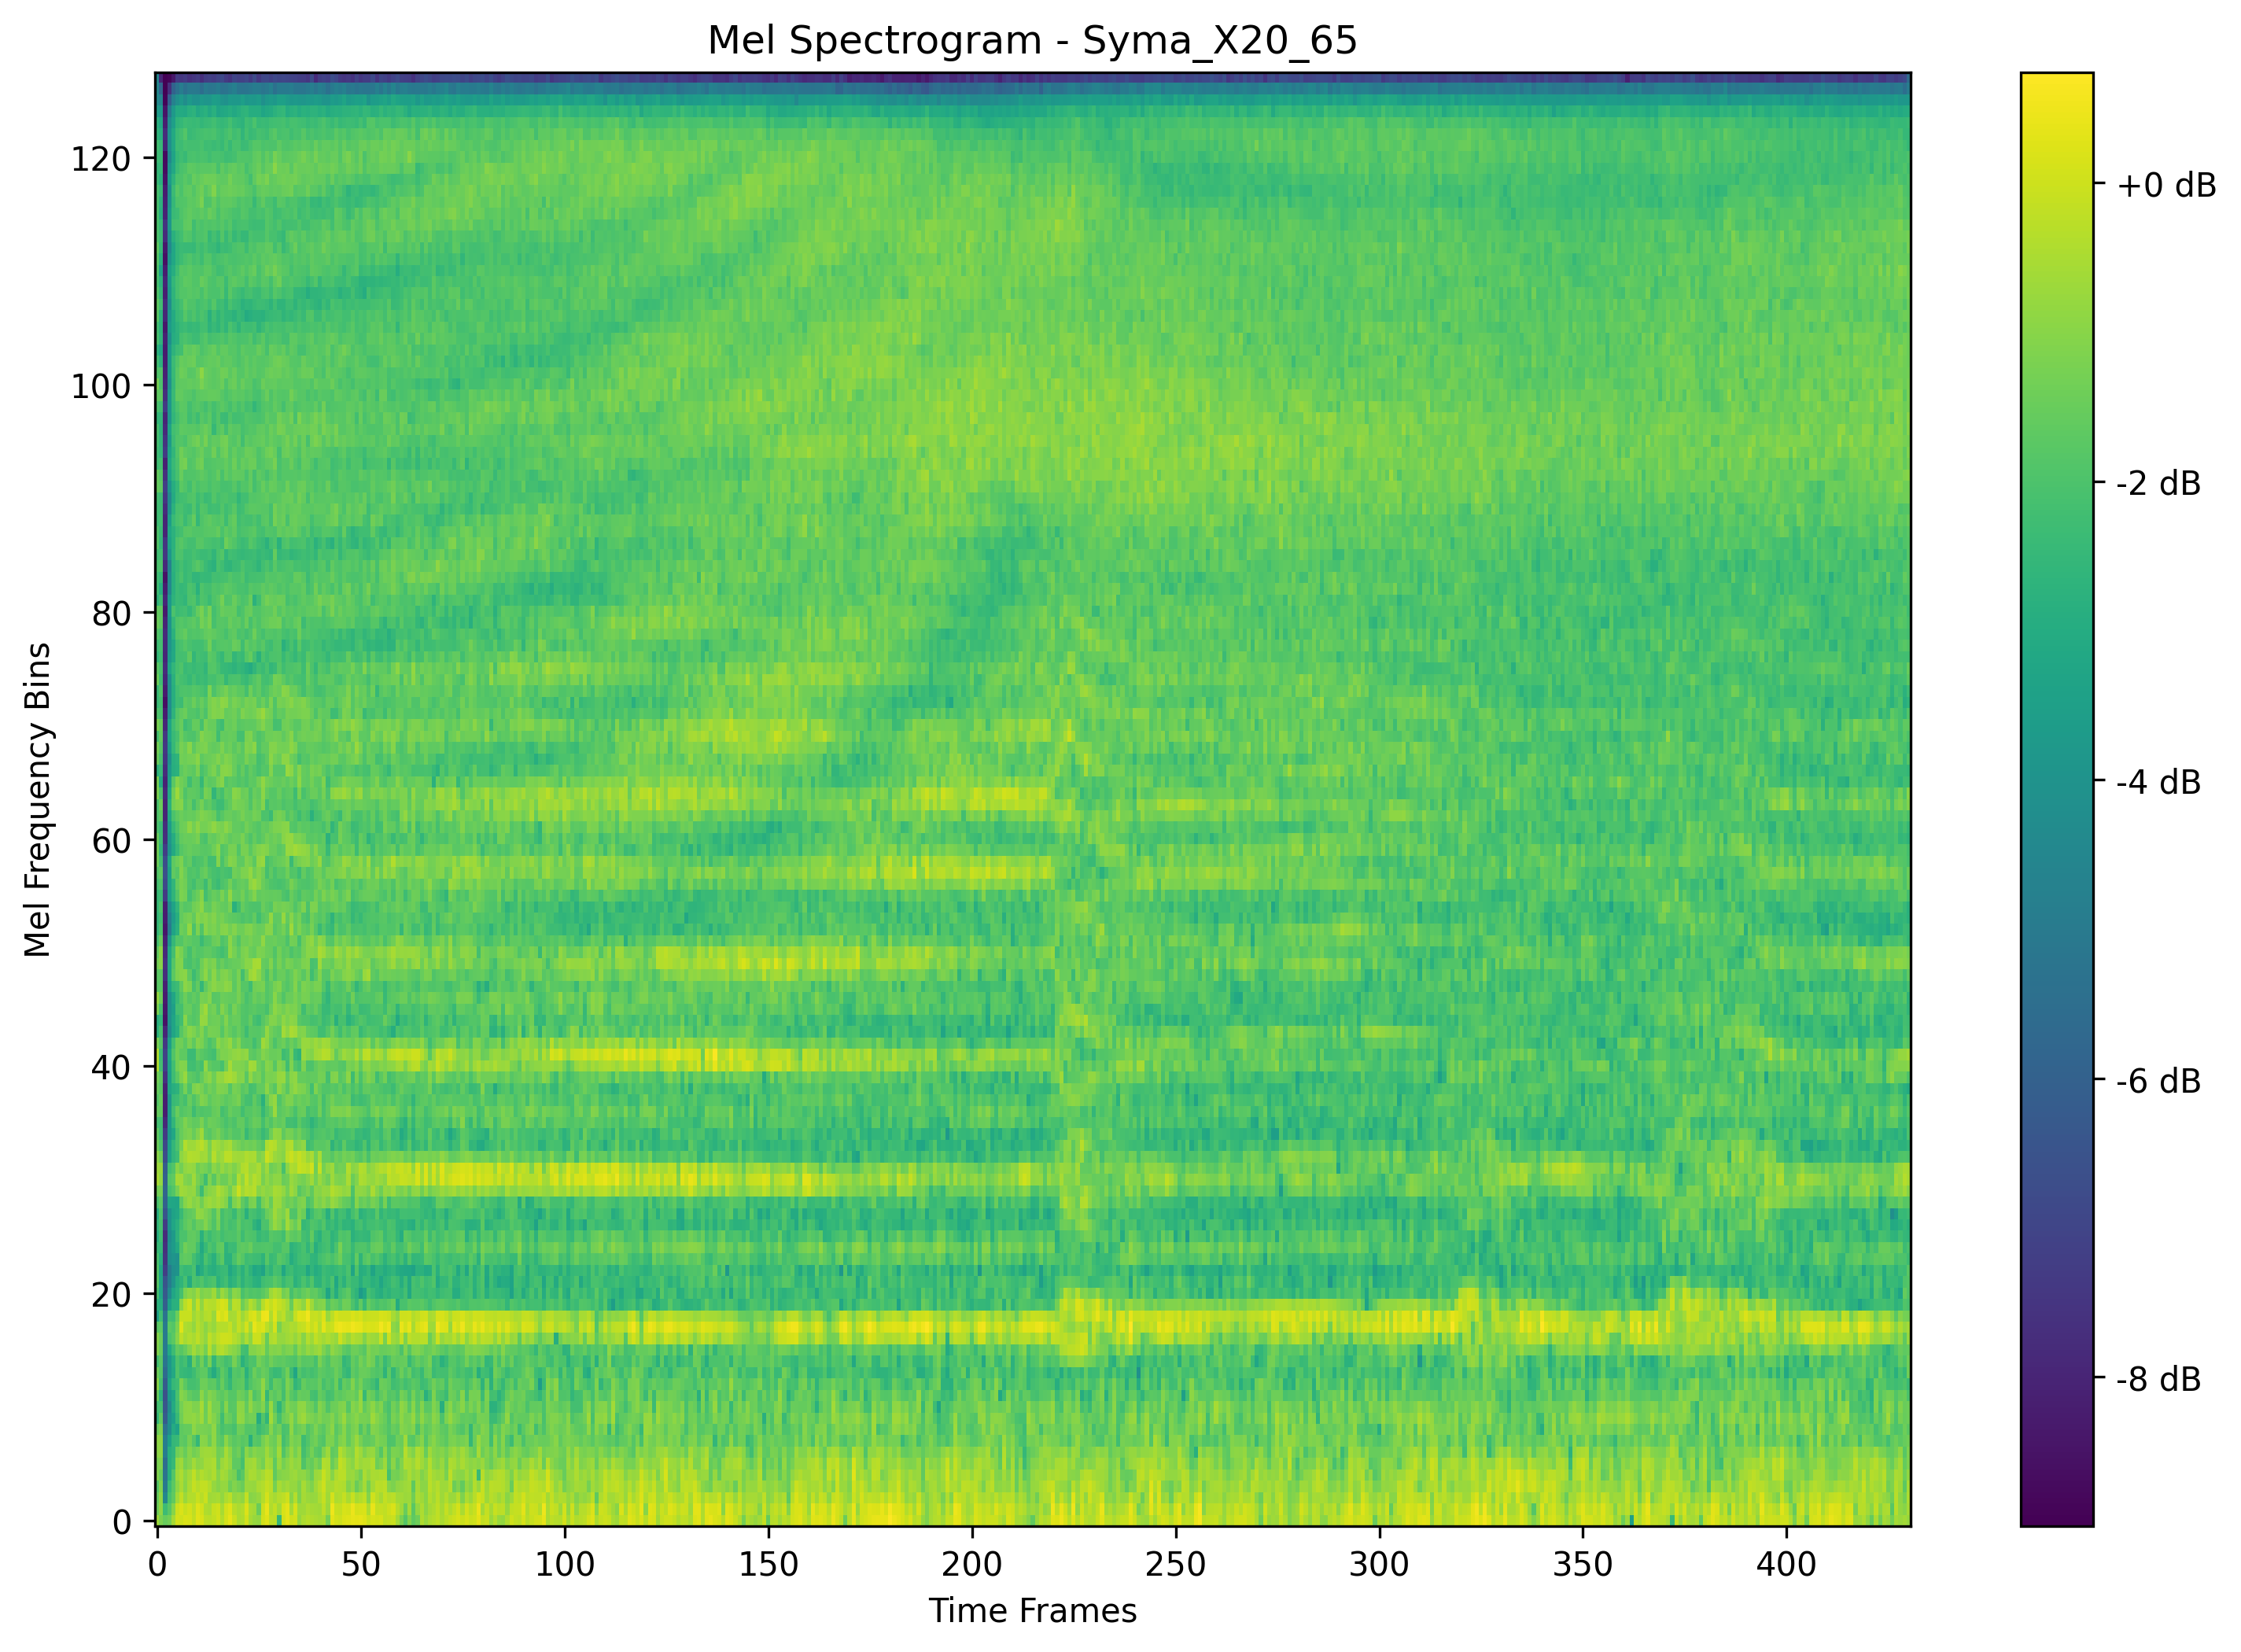 Mel Spectrogram - Syma_X20_65
Mel Frequency Bins
120
100
80
60
40
20
0
0 50 100 150 200 250 300 350 400
Time Frames
+0 dB
-2 dB
-4 dB
-6 dB
-8 dB